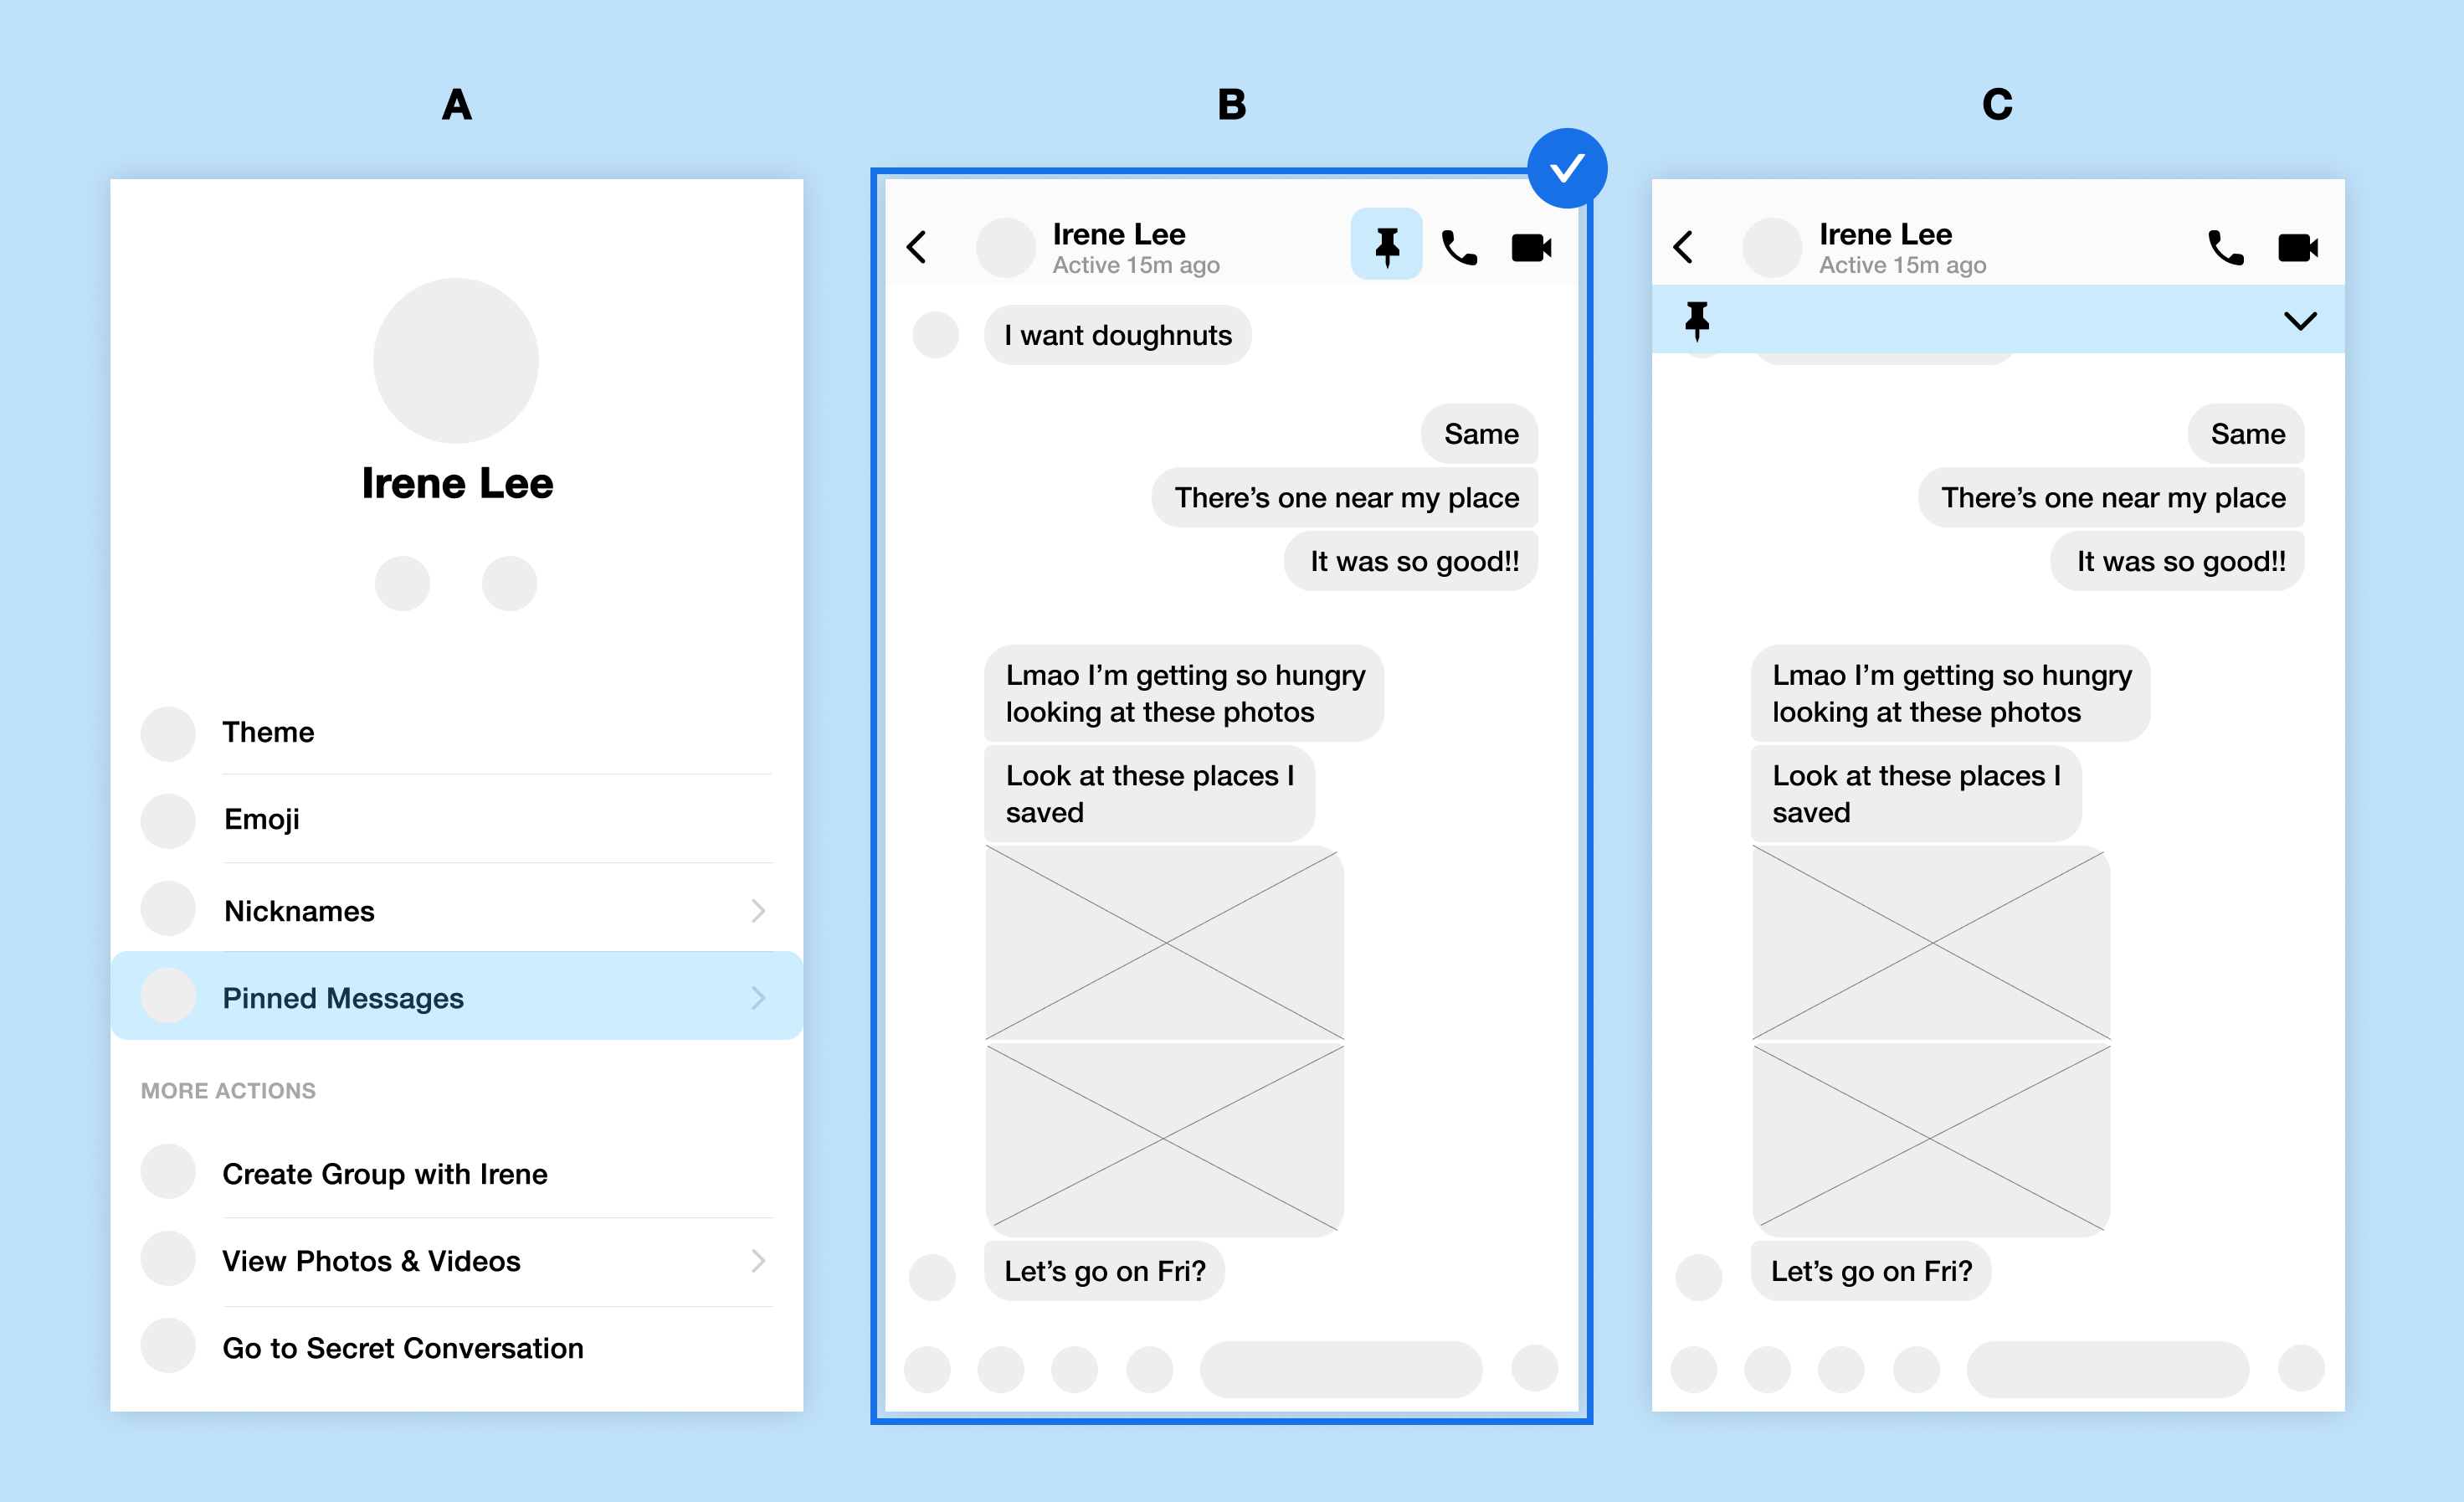 A
Irene Lee
Theme
Emoji
Nicknames
Pinned Messages
MORE ACTIONS
Create Group with Irene
View Photos & Videos
Go to Secret Conversation
B
Irene Lee
Active 15m ago
I want doughnuts
Same
There’s one near my place
It was so good!!
Lmao I’m getting so hungry
looking at these photos
Look at these places I
saved
Let’s go on Fri?
C
Irene Lee
Active 15m ago
Same
There’s one near my place
It was so good!!
Lmao I’m getting so hungry
looking at these photos
Look at these places I
saved
Let’s go on Fri?